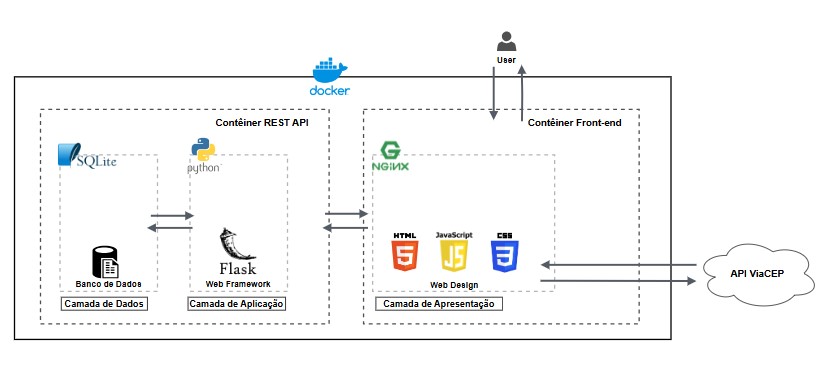 User
docker
Contêiner REST API
Contêiner Front-end
SQLite
python
NGINX
HTML
JavaScript
CSS
5
JS
3
Flask
API ViaCEP
Banco de Dados
Web Framework
Web Design
Camada de Dados
Camada de Aplicação
Camada de Apresentação